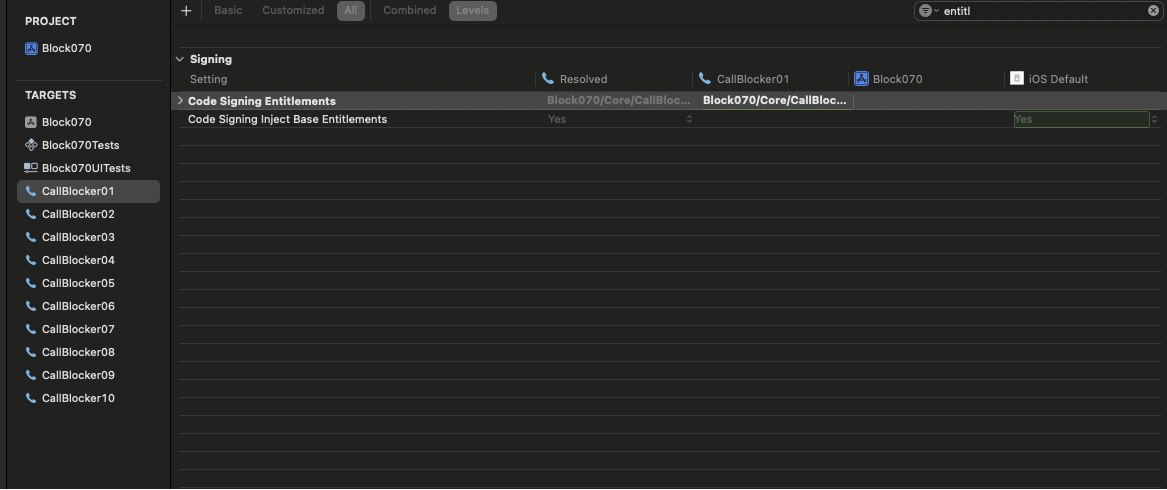 PROJECT
Block070
TARGETS
Block070
Block070Tests
Block070UITests
CallBlocker01
CallBlocker02
CallBlocker03
CallBlocker04
CallBlocker05
CallBlocker06
CallBlocker07
CallBlocker08
CallBlocker09
CallBlocker10
+ Basic Customized All Combined Levels entitl
Signing
Setting Resolved CallBlocker01 Block070 iOS Default
Code Signing Entitlements Block070/Core/CallBloc... Block070/Core/CallBloc...
Code Signing Inject Base Entitlements Yes Yes